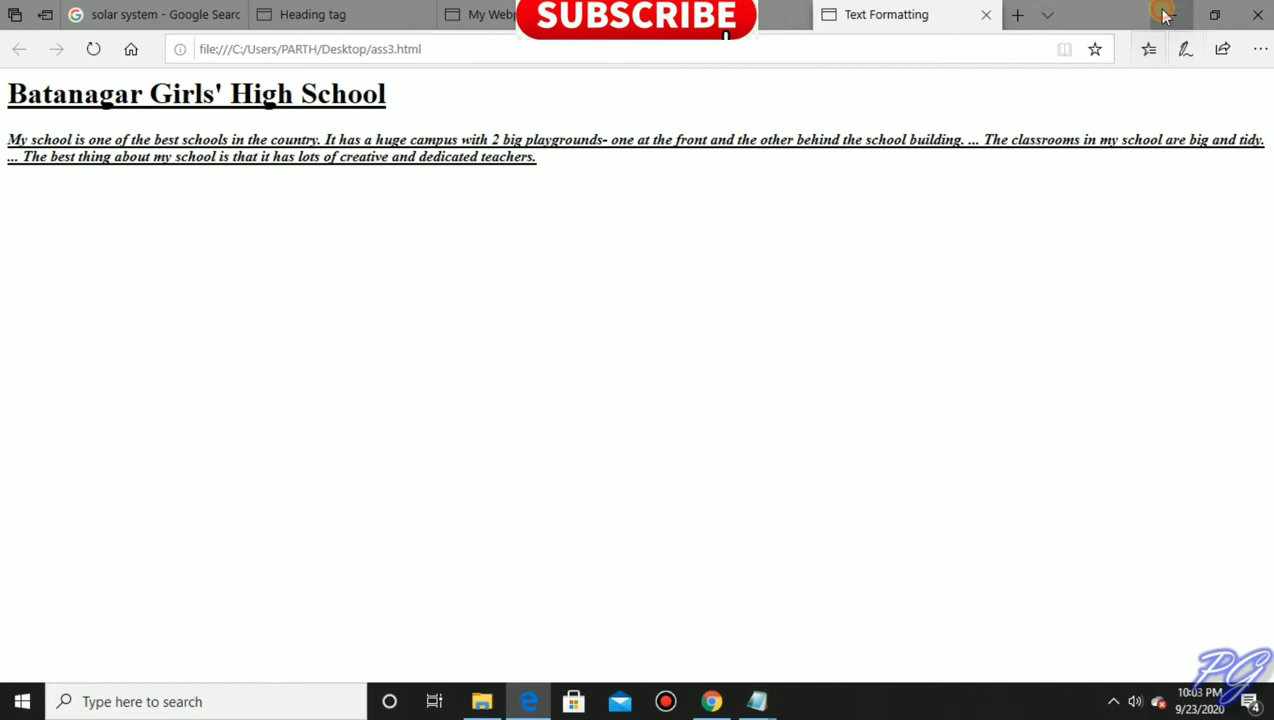 solar system - Google Searc
Heading tag
My Webp
SUBSCRIBE
Text Formatting
file:///C:/Users/PARTH/Desktop/ass3.html
Batanagar Girls' High School
My school is one of the best schools in the country. It has a huge campus with 2 big playgrounds- one at the front and the other behind the school building. ... The classrooms in my school are big and tidy.
... The best thing about my school is that it has lots of creative and dedicated teachers.
PG
Type here to search
10:03 PM
9/23/2020
4